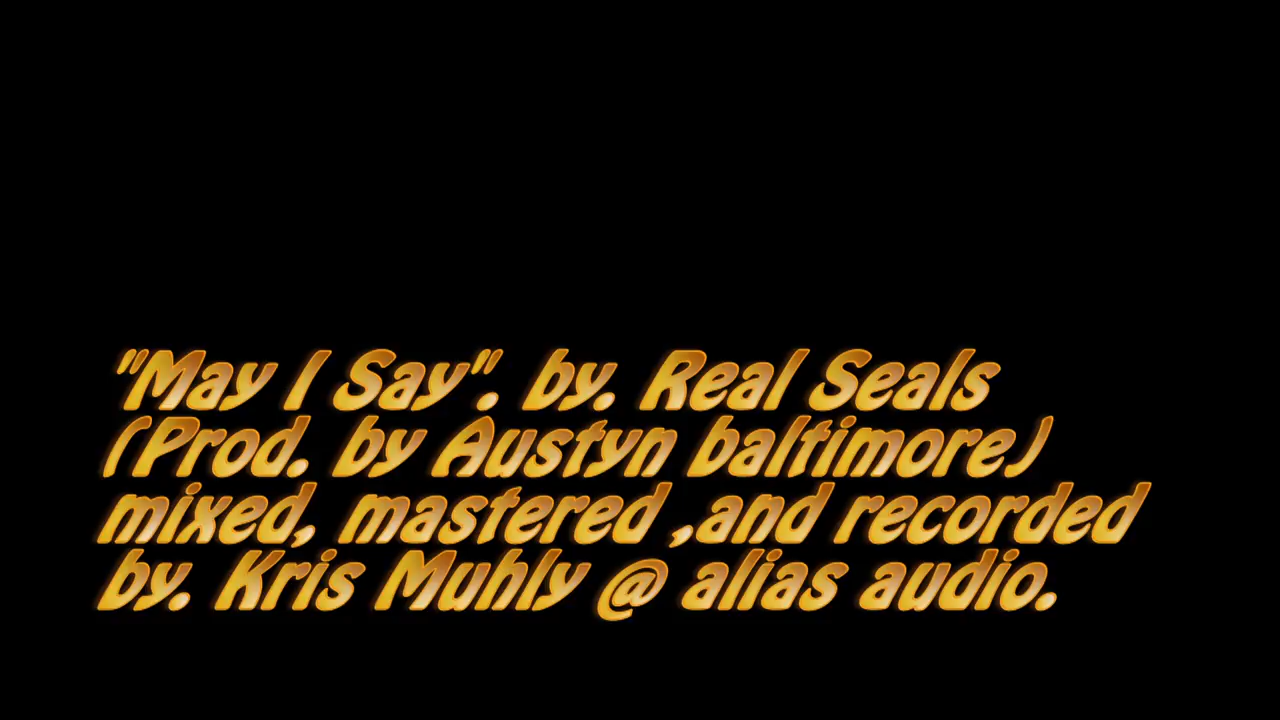 "May I Say". by. Real Seals
(Prod. by Austyn baltimore)
mixed, mastered ,and recorded
by. Kris Muhly @ alias audio.